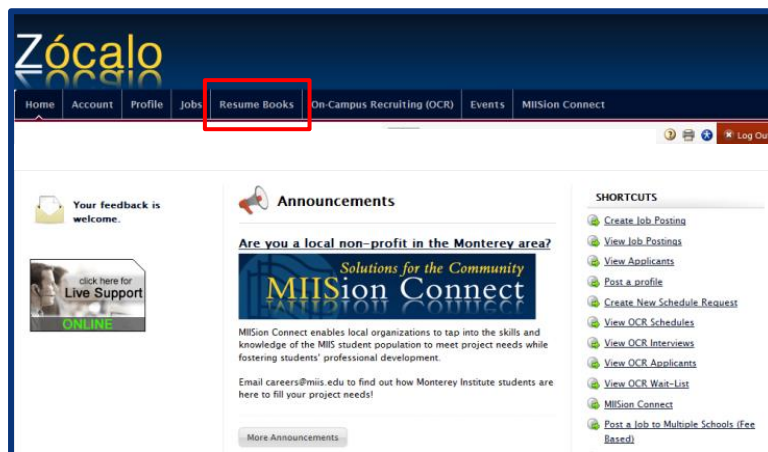 Zócalo
Home Account Profile Jobs Resume Books On-Campus Recruiting (OCR) Events MIISion Connect
Log Out
Your feedback is
welcome.
click here for
Live Support
ONLINE
Announcements
Are you a local non-profit in the Monterey area?
Solutions for the Community
MIISion Connect
MIISion Connect enables local organizations to tap into the skills and
knowledge of the MIIS student population to meet project needs while
fostering students' professional development.
Email careers@miis.edu to find out how Monterey Institute students are
here to fill your project needs!
More Announcements
SHORTCUTS
Create Job Posting
View Job Postings
View Applicants
Post a profile
Create New Schedule Request
View OCR Schedules
View OCR Interviews
View OCR Applicants
View OCR Wait-List
MIISion Connect
Post a Job to Multiple Schools (Fee
Based)